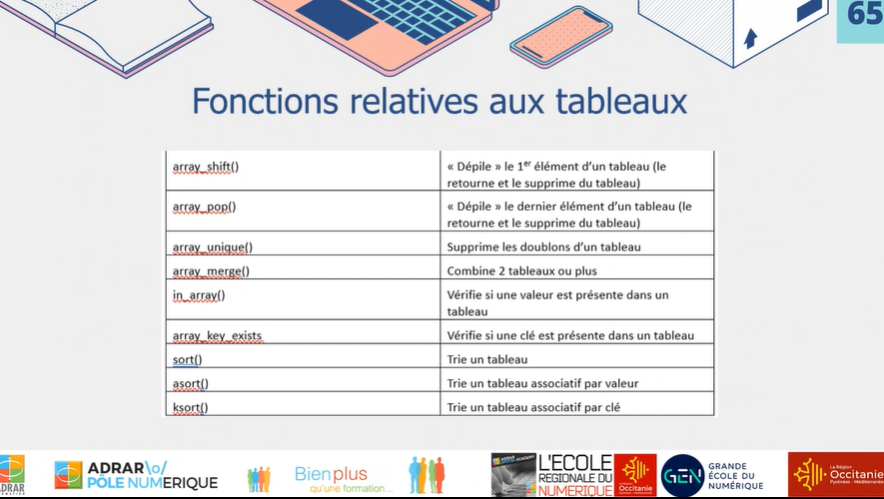 65
Fonctions relatives aux tableaux
array_shift()
« Dépile » le 1er élément d'un tableau (le
retourne et le supprime du tableau)
array_pop()
« Dépile » le dernier élément d'un tableau (le
retourne et le supprime du tableau)
array_unique()
Supprime les doublons d'un tableau
array_merge()
Combine 2 tableaux ou plus
in_array()
Vérifie si une valeur est présente dans un
tableau
array_key_exists
Vérifie si une clé est présente dans un tableau
sort()
Trie un tableau
asort()
Trie un tableau associatif par valeur
ksort()
Trie un tableau associatif par clé
ADRAR
ADRAR\o/
PÔLE NUMERIQUE
Bien plus
qu'une formation...
L'ECOLE
REGIONALE DU
NUMERIQUE
Occitanie
GEN
GRANDE
ÉCOLE DU
NUMÉRIQUE
La Région
Occitanie
Pyrénées - Méditerranée